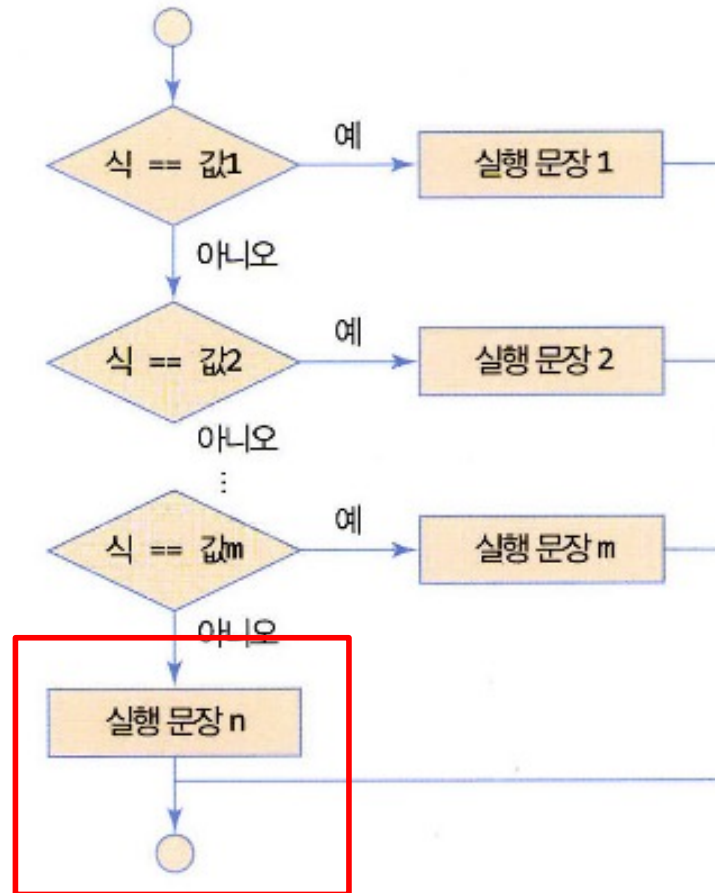 예
식 == 값1
실행 문장 1
아니오
예
식 == 값2
실행 문장 2
아니오
...
예
식 == 값m
실행 문장 m
아니오
실행 문장 n